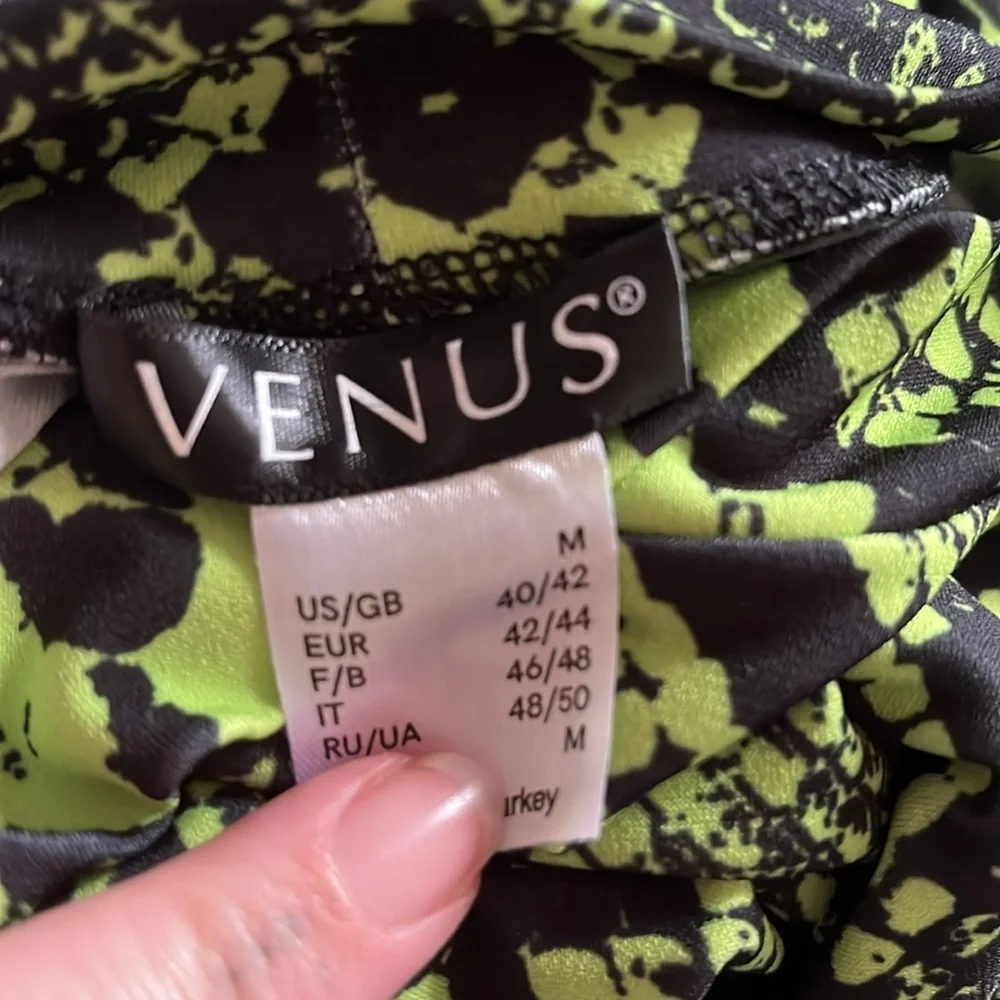 VENUS®
M
US/GB 40/42
EUR 42/44
F/B 46/48
IT 48/50
RU/UA M